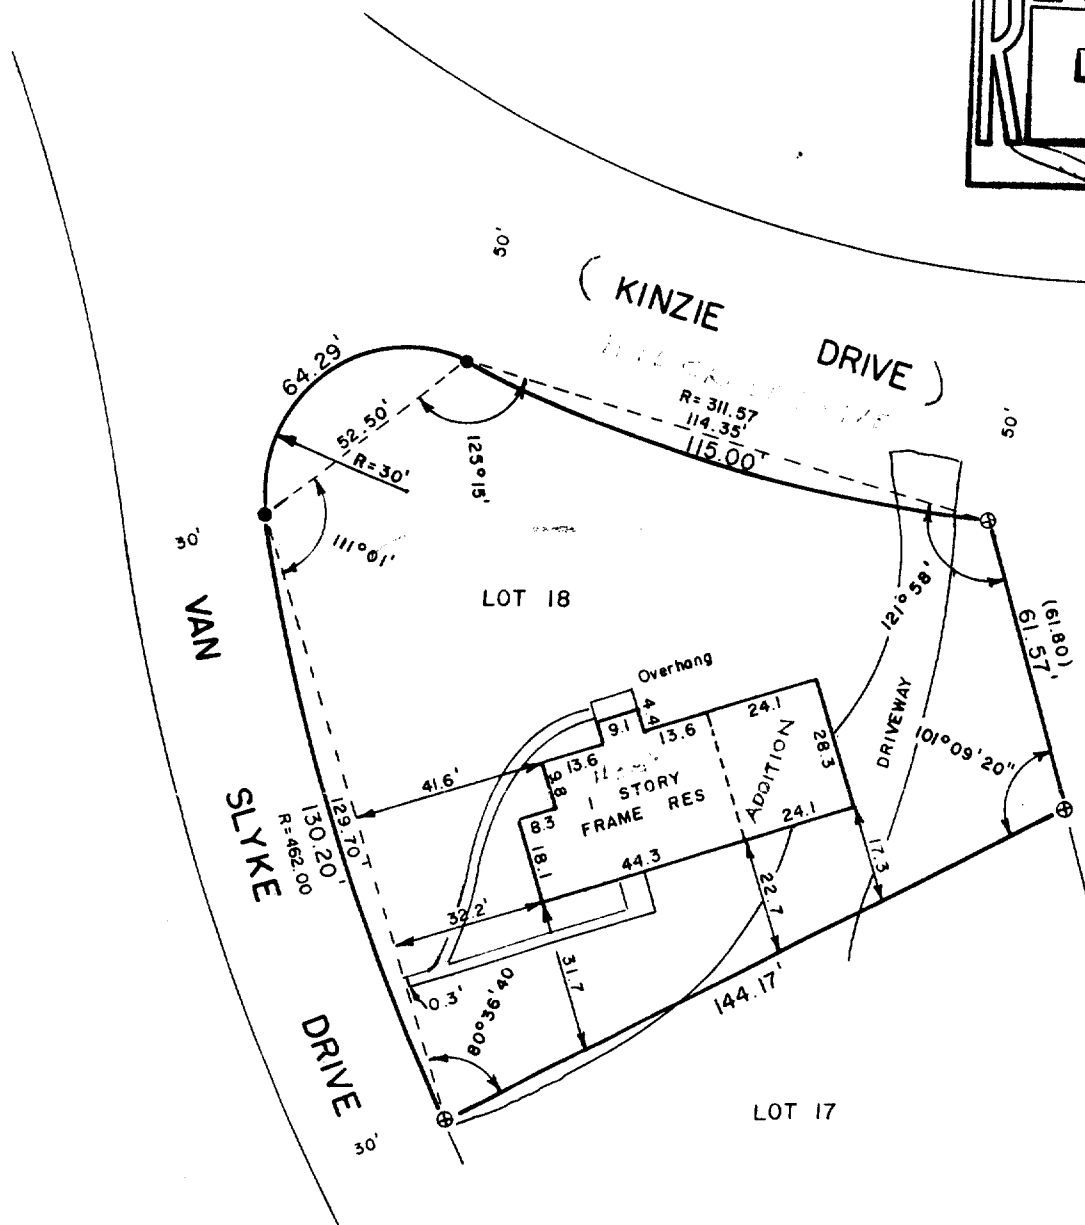 50'
( KINZIE DRIVE )
R= 311.57
114.35'
115.00'
50'
64.29'
52.50'
R=30'
125°15'
111°01'
30'
VAN
SLYKE
DRIVE
LOT 18
121°58'
(61.80)
61.57'
Overhang
4.4
9.1
13.6
24.1
13.6
9.8
8.3
18.1
1 STORY
FRAME RES
ADDITION
28.3
24.1
44.3
DRIVEWAY
101°09'20"
41.6'
129.70'
130.20'
R=462.00
32.2'
17.3
22.7
31.7
0.3'
80°36'40
144.17'
LOT 17
30'